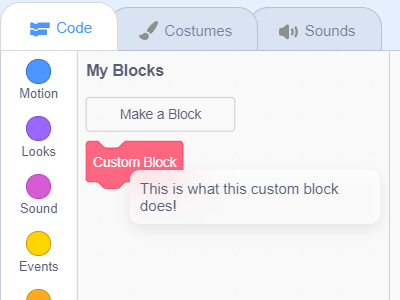 Code
Costumes
Sounds
Motion
Looks
Sound
Events
My Blocks
Make a Block
Custom Block
This is what this custom block
does!